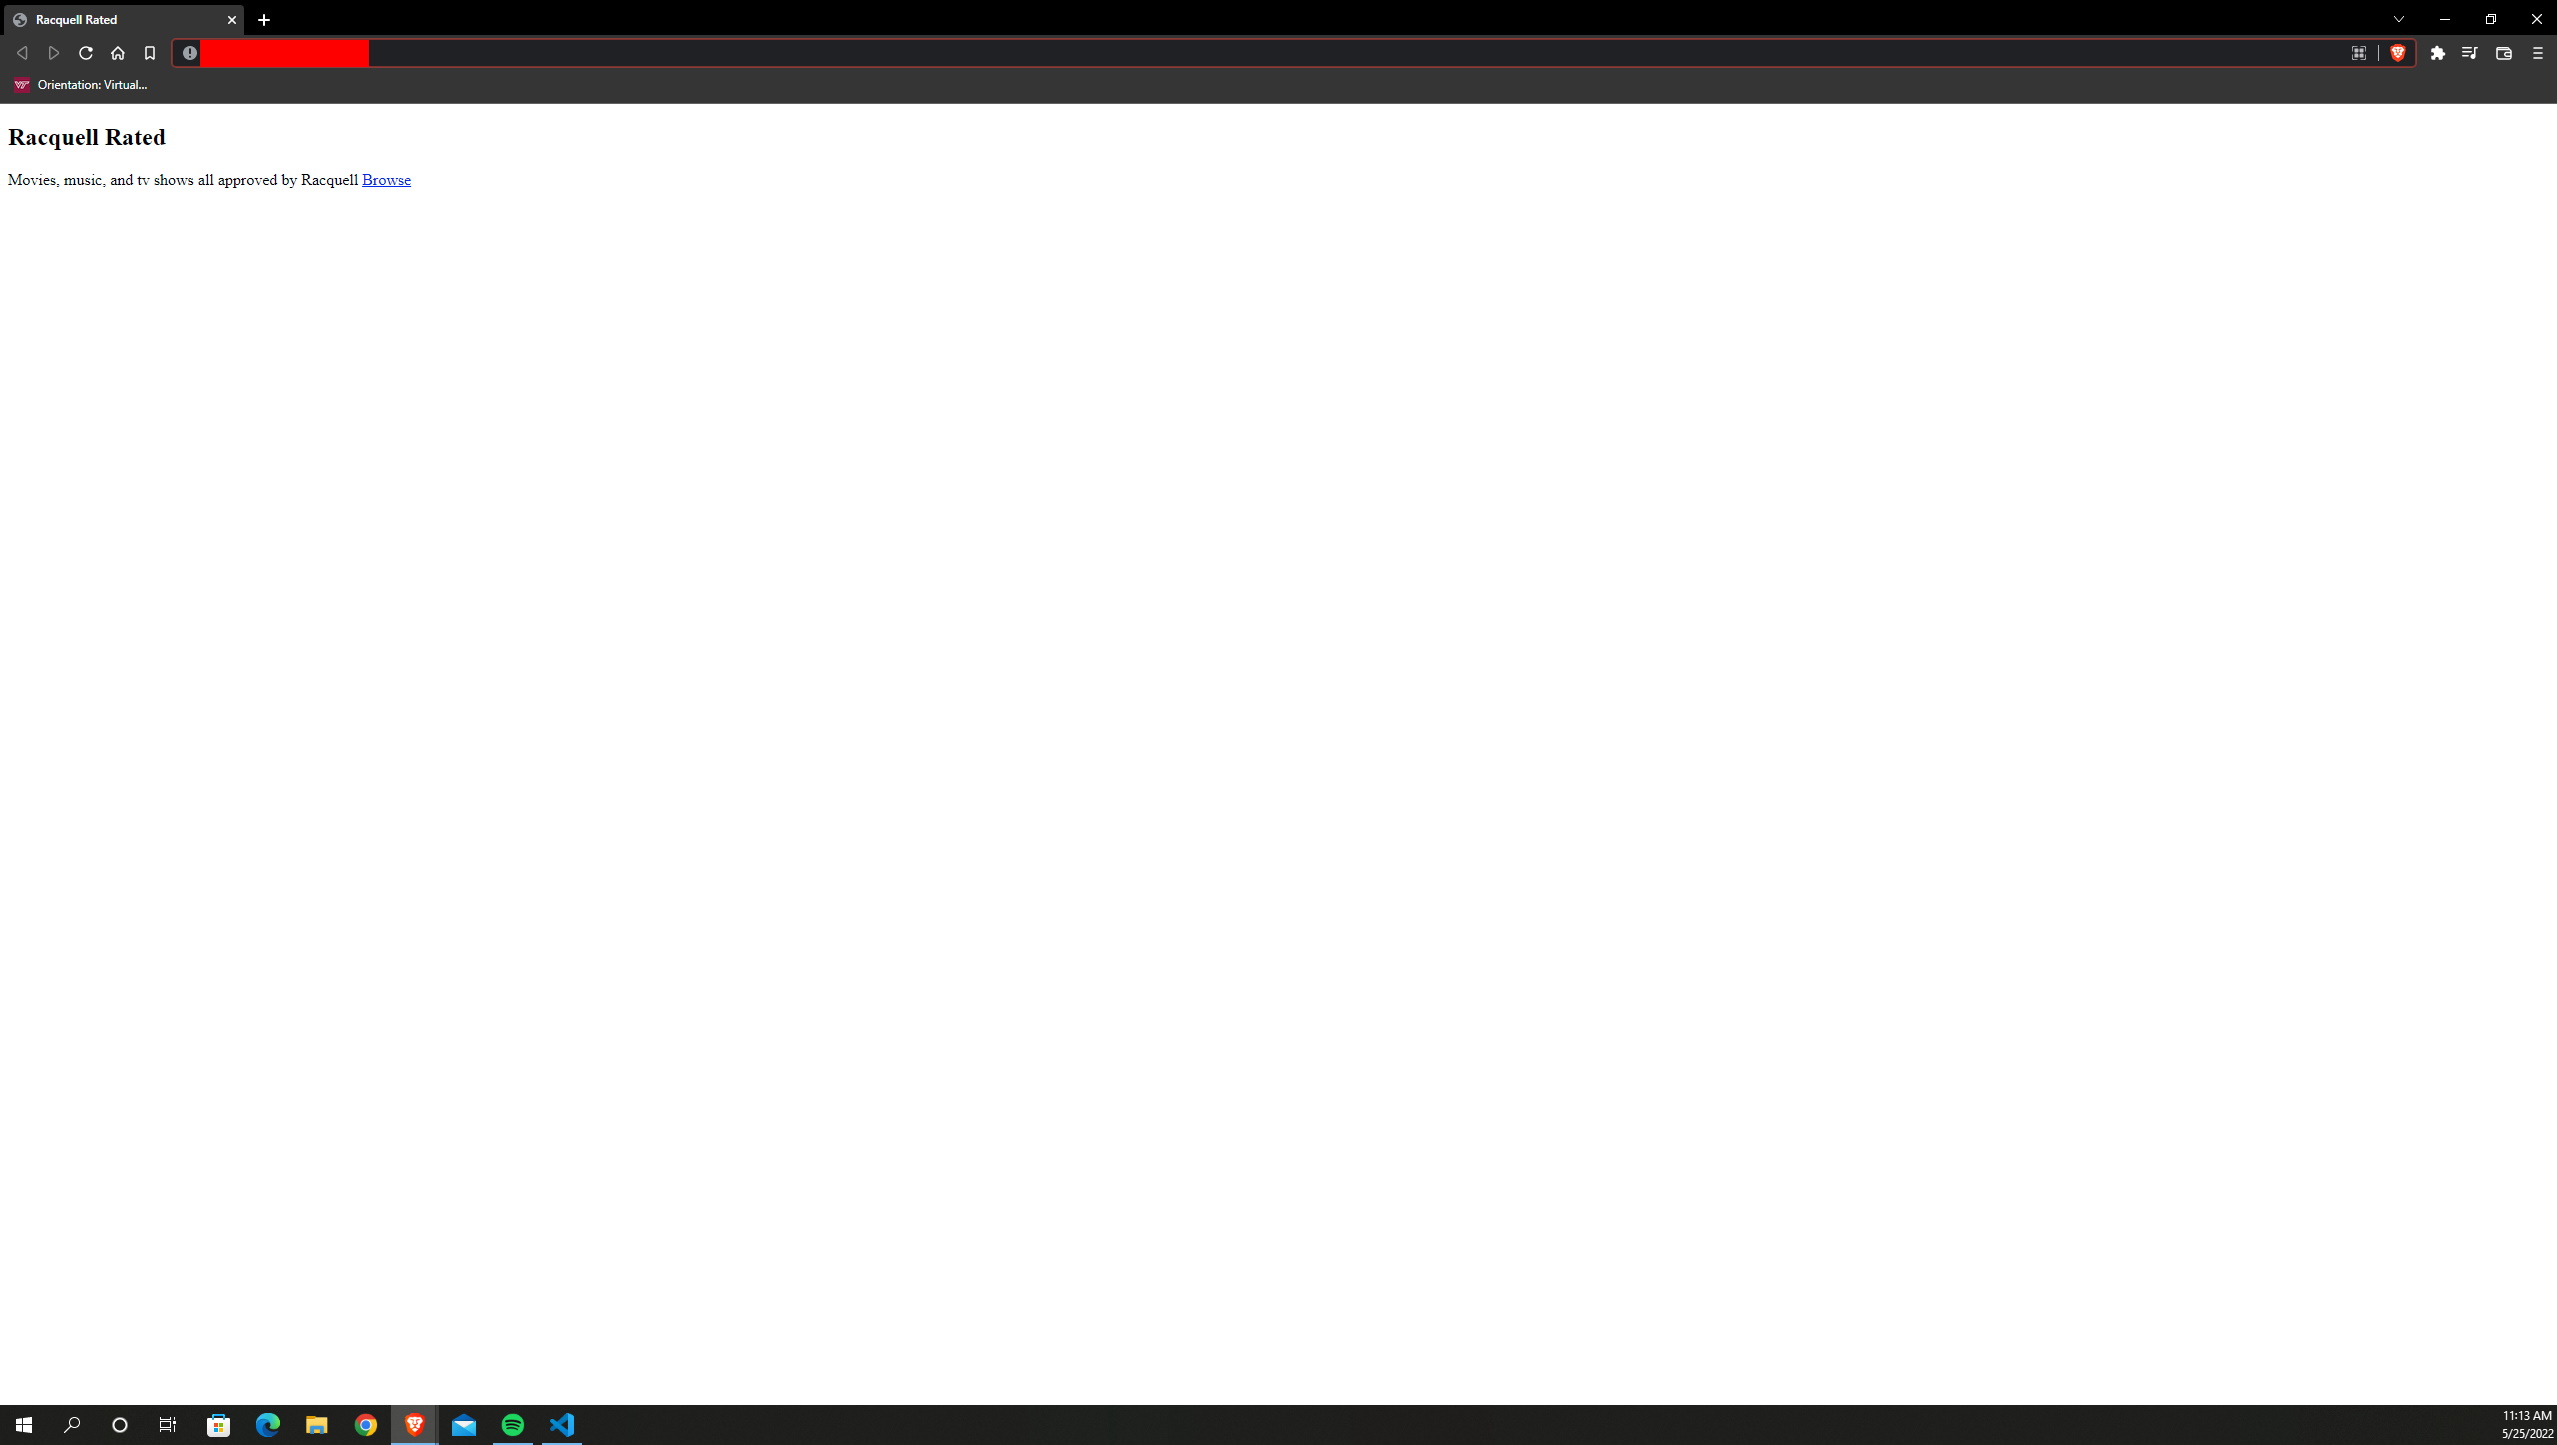 Racquell Rated
Orientation: Virtual...
Racquell Rated
Movies, music, and tv shows all approved by Racquell Browse
11:13 AM
5/25/2022